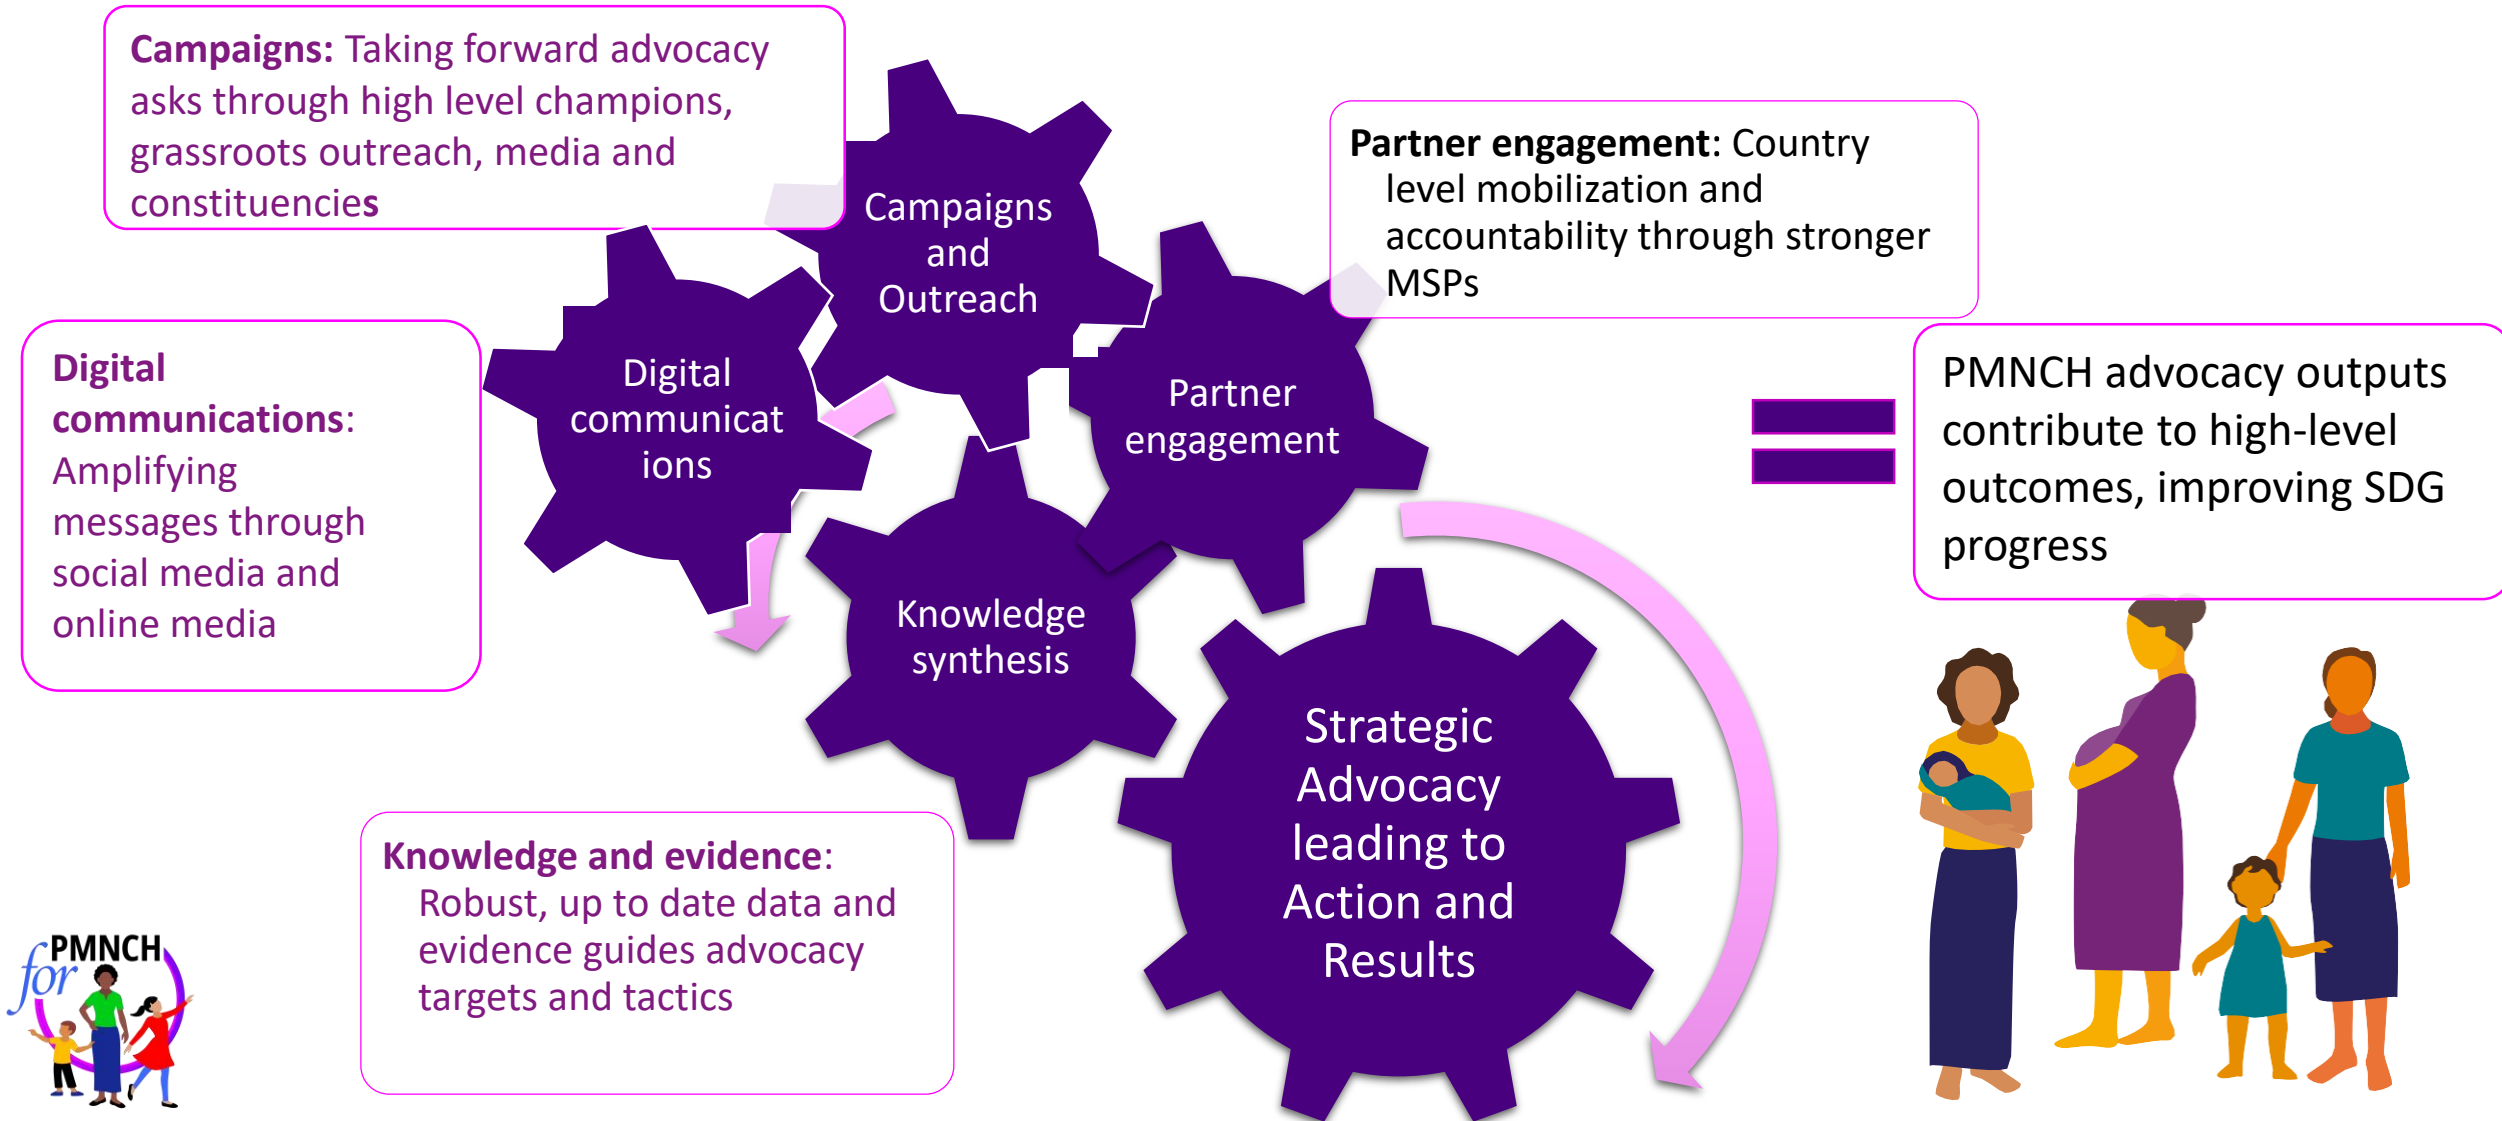 Campaigns: Taking forward advocacy
asks through high level champions,
grassroots outreach, media and
constituencies
Campaigns
and
Outreach
Partner engagement: Country
level mobilization and
accountability through stronger
MSPs
Digital
communications:
Amplifying
messages through
social media and
online media
Digital
communicat
ions
Partner
engagement
PMNCH advocacy outputs
contribute to high-level
outcomes, improving SDG
progress
Knowledge
synthesis
Strategic
Advocacy
leading to
Action and
Results
Knowledge and evidence:
Robust, up to date data and
evidence guides advocacy
targets and tactics
PMNCH
for